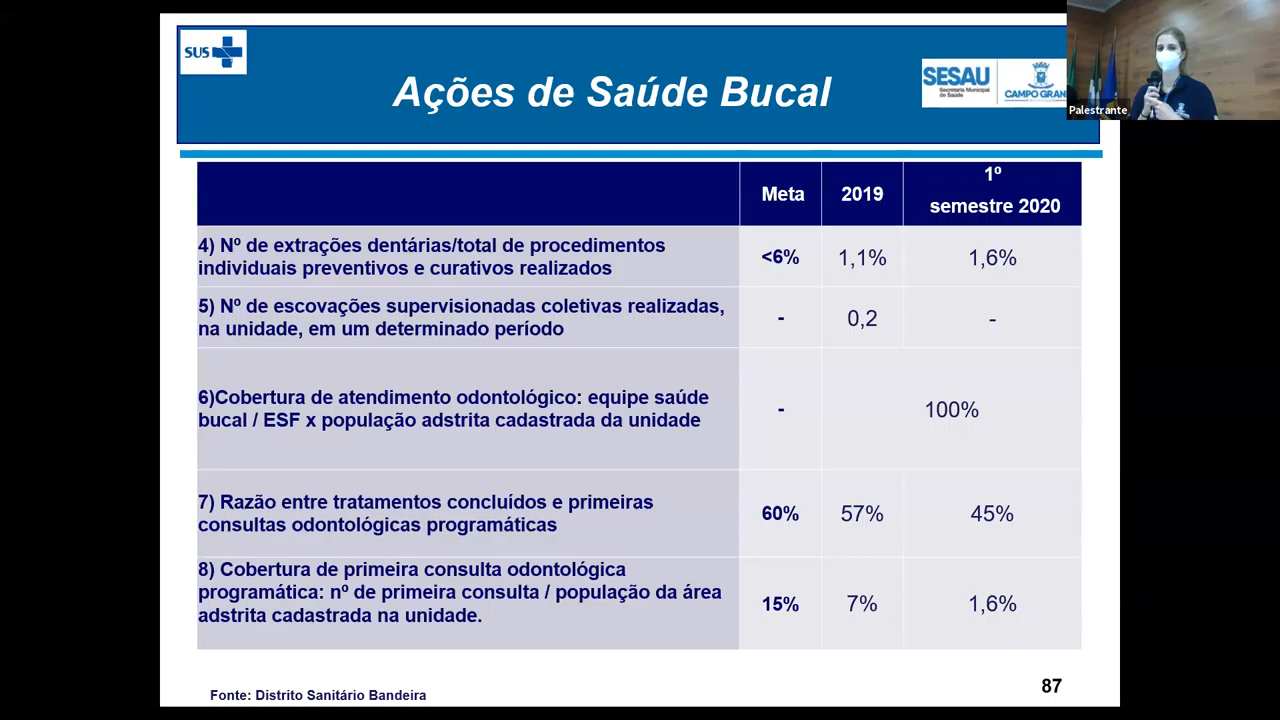 SUS
Ações de Saúde Bucal
SESAU
Secretaria Municipal
de Saúde
CAMPO GRAN
Palestrante
Meta
2019
1º
semestre 2020
4) Nº de extrações dentárias/total de procedimentos
individuais preventivos e curativos realizados
<6%
1,1%
1,6%
5) Nº de escovações supervisionadas coletivas realizadas,
na unidade, em um determinado período
-
0,2
-
6)Cobertura de atendimento odontológico: equipe saúde
bucal / ESF x população adstrita cadastrada da unidade
-
100%
7) Razão entre tratamentos concluídos e primeiras
consultas odontológicas programáticas
60%
57%
45%
8) Cobertura de primeira consulta odontológica
programática: nº de primeira consulta / população da área
adstrita cadastrada na unidade.
15%
7%
1,6%
Fonte: Distrito Sanitário Bandeira
87